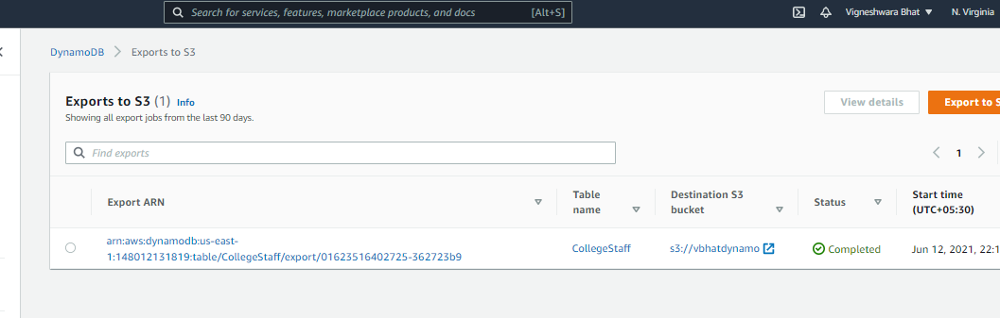 Search for services, features, marketplace products, and docs [Alt+S] Vigneshwara Bhat N. Virginia
DynamoDB Exports to S3
Exports to S3 (1) Info
View details Export to S
Showing all export jobs from the last 90 days.
Find exports
1
Export ARN Table name Destination S3 bucket Status Start time (UTC+05:30)
arn:aws:dynamodb:us-east-
1:148012131819:table/CollegeStaff/export/01623516402725-362723b9
CollegeStaff s3://vbhatdynamo Completed Jun 12, 2021, 22:1